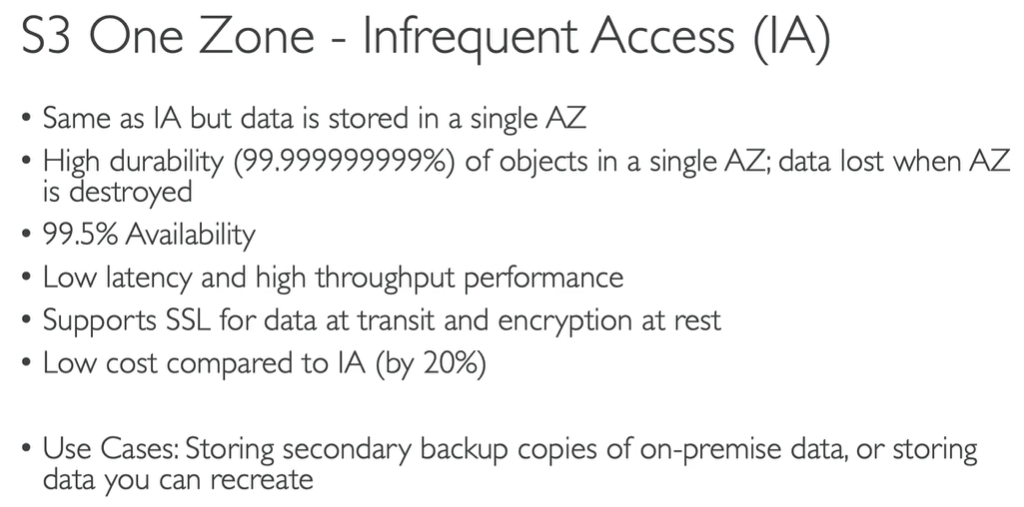 S3 One Zone - Infrequent Access (IA)
• Same as IA but data is stored in a single AZ
• High durability (99.999999999%) of objects in a single AZ; data lost when AZ
is destroyed
• 99.5% Availability
• Low latency and high throughput performance
• Supports SSL for data at transit and encryption at rest
• Low cost compared to IA (by 20%)
• Use Cases: Storing secondary backup copies of on-premise data, or storing
data you can recreate